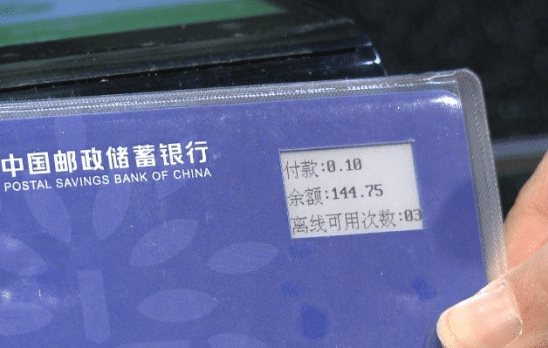 中国邮政储蓄银行
POSTAL SAVINGS BANK OF CHINA
付款:0.10
余额:144.75
离线可用次数:03